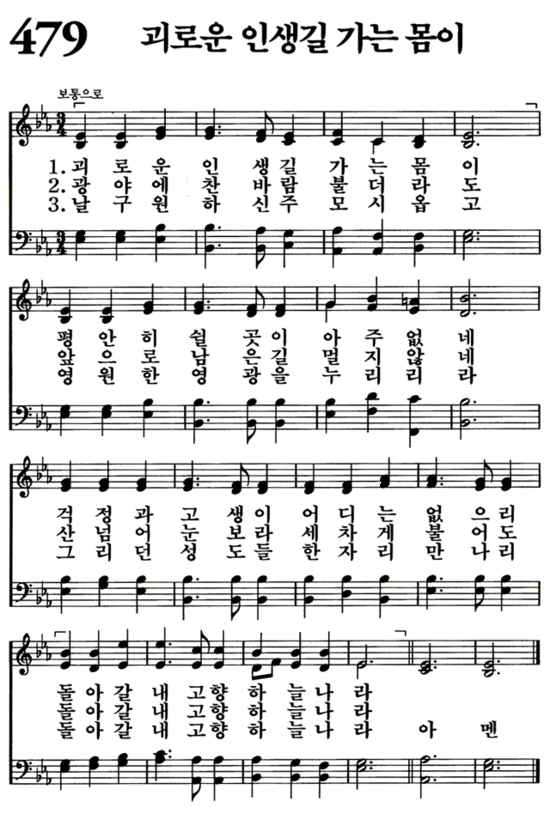 479 괴로운 인생길 가는 몸이
보통으로
1. 괴로운 인생길 가는 몸이
2. 광야에 찬바람 불더라도
3. 날 구원하신 주 모시옵고
평안히 쉴 곳이 아주 없네
앞으로 남은 길 멀지 않네
영원한 영광을 누리리라
걱정과 고생이 어디는 없으리
산 넘어 눈보라 세차게 불어도
그리던 성도들 한자리 만나리
돌아갈 내 고향 하늘나라
돌아갈 내 고향 하늘나라
돌아갈 내 고향 하늘나라 아멘